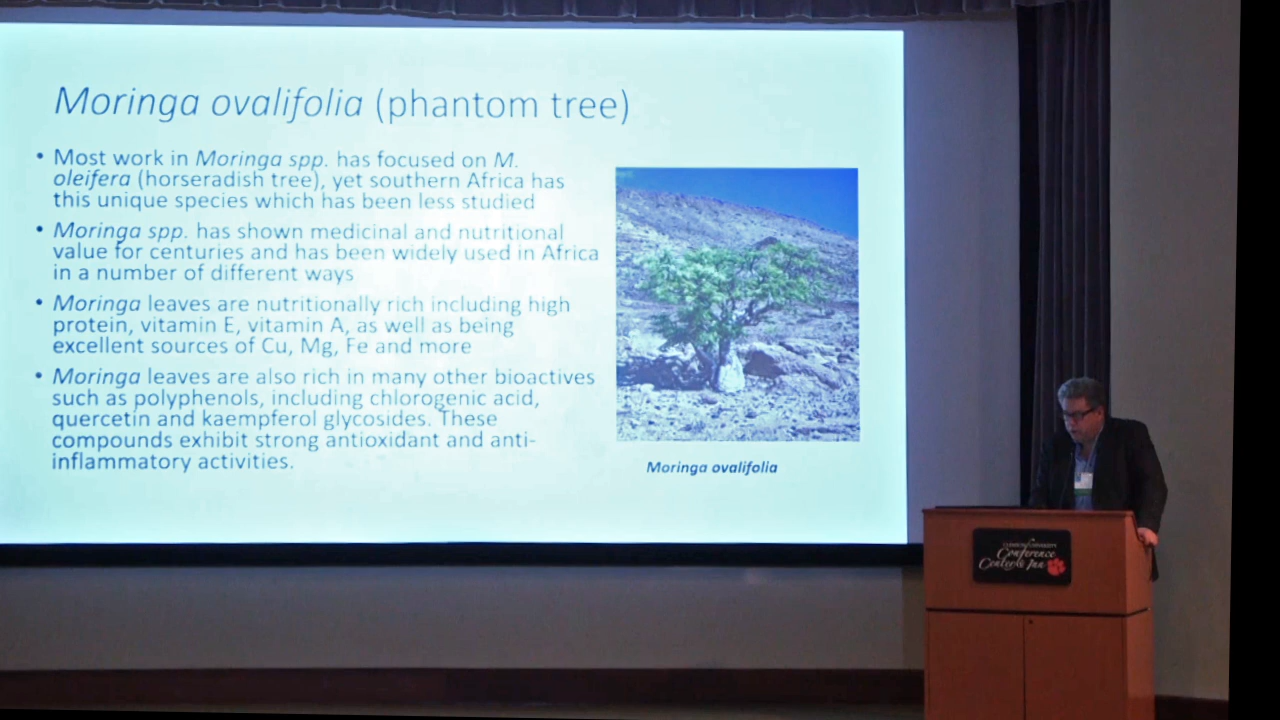 Moringa ovalifolia (phantom tree)
• Most work in Moringa spp. has focused on M.
oleifera (horseradish tree), yet southern Africa has
this unique species which has been less studied
• Moringa spp. has shown medicinal and nutritional
value for centuries and has been widely used in Africa
in a number of different ways
• Moringa leaves are nutritionally rich including high
protein, vitamin E, vitamin A, as well as being
excellent sources of Cu, Mg, Fe and more
• Moringa leaves are also rich in many other bioactives
such as polyphenols, including chlorogenic acid,
quercetin and kaempferol glycosides. These
compounds exhibit strong antioxidant and anti-
inflammatory activities.
Moringa ovalifolia
CLEMSON UNIVERSITY
Conference
Center & Inn